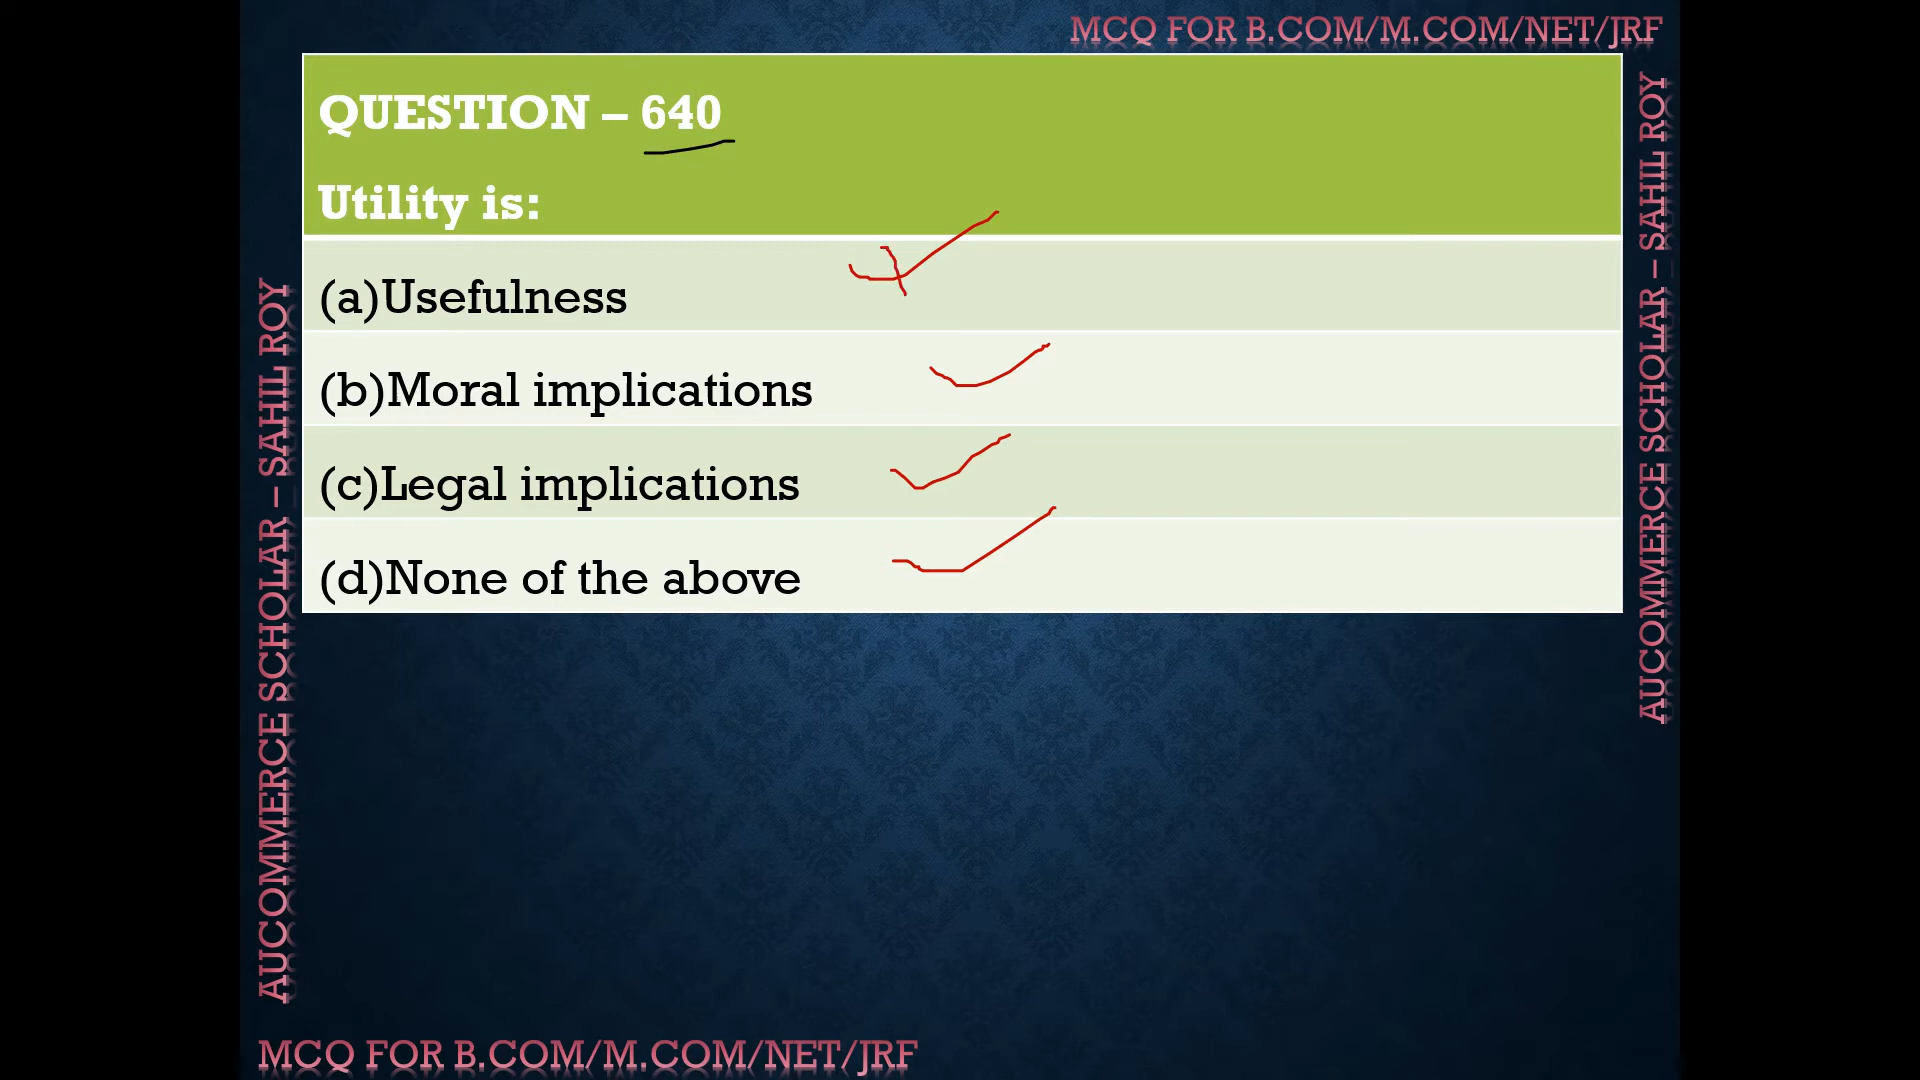 MCQ FOR B.COM/M.COM/NET/JRF
QUESTION – 640
Utility is:
(a)Usefulness
(b)Moral implications
(c)Legal implications
(d)None of the above
AUCOMMERCE SCHOLAR – SAHIL ROY
AUCOMMERCE SCHOLAR – SAHIL ROY
MCQ FOR B.COM/M.COM/NET/JRF